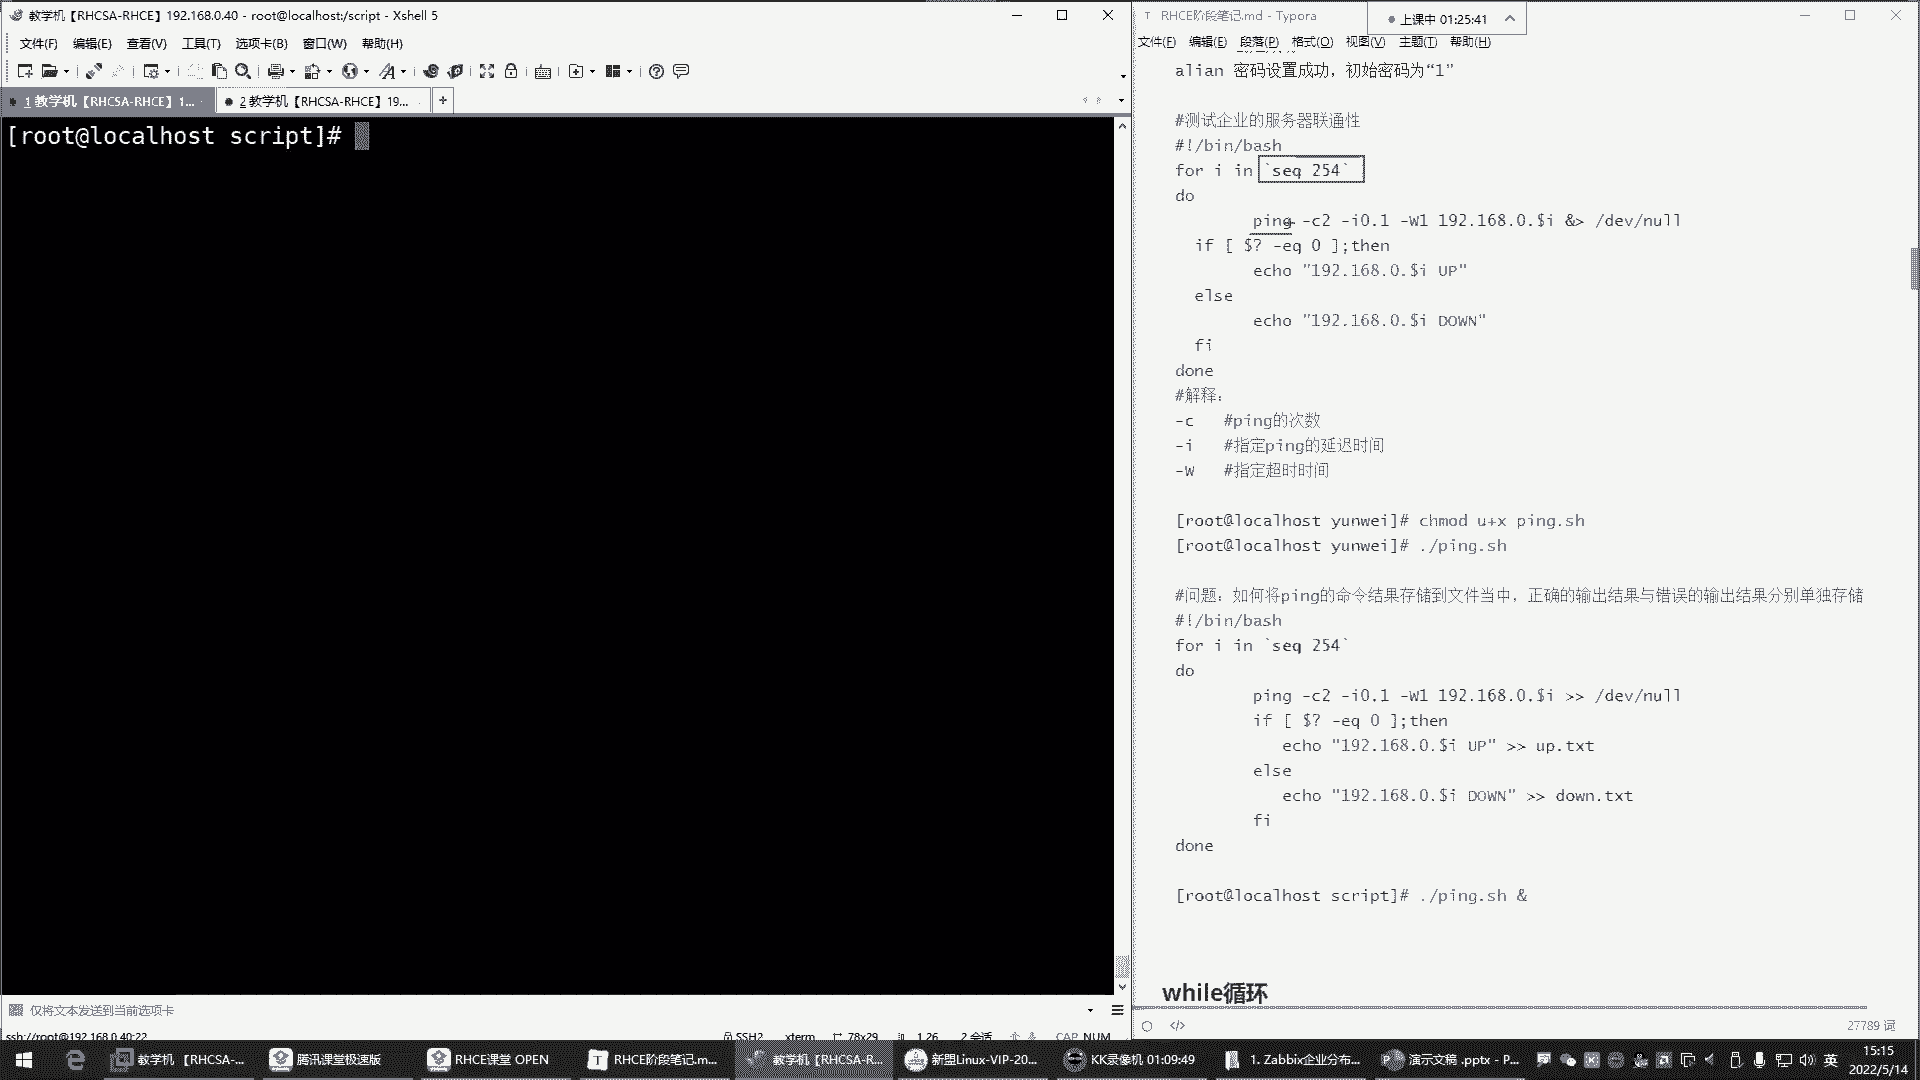 教学机【RHCSA-RHCE】192.168.0.40 - root@localhost:/script - Xshell 5
文件(F) 编辑(E) 查看(V) 工具(T) 选项卡(B) 窗口(W) 帮助(H)
1 教学机【RHCSA-RHCE】1...
2 教学机【RHCSA-RHCE】19...
[root@localhost script]#
仅将文本发送到当前选项卡
ssh://root@192.168.0.40:22
SSH2 xterm 78x29 1,26 2 会话 CAP NUM
RHCE阶段笔记.md - Typora
上课中 01:25:41
文件(F) 编辑(E) 段落(P) 格式(O) 视图(V) 主题(T) 帮助(H)
alian 密码设置成功，初始密码为“1”
#测试企业的服务器联通性
#!/bin/bash
for i in `seq 254`
do
ping -c2 -i0.1 -W1 192.168.0.$i &> /dev/null
if [ $? -eq 0 ];then
echo "192.168.0.$i UP"
else
echo "192.168.0.$i DOWN"
fi
done
#解释：
-c #ping的次数
-i #指定ping的延迟时间
-W #指定超时时间
[root@localhost yunwei]# chmod u+x ping.sh
[root@localhost yunwei]# ./ping.sh
#问题：如何将ping的命令结果存储到文件当中，正确的输出结果与错误的输出结果分别单独存储
#!/bin/bash
for i in `seq 254`
do
ping -c2 -i0.1 -W1 192.168.0.$i >> /dev/null
if [ $? -eq 0 ];then
echo "192.168.0.$i UP" >> up.txt
else
echo "192.168.0.$i DOWN" >> down.txt
fi
done
[root@localhost script]# ./ping.sh &
while循环
27789 词
教学机【RHCSA-...
腾讯课堂极速版
RHCE课堂 OPEN
RHCE阶段笔记.m...
教学机【RHCSA-R...
新盟Linux-VIP-20...
KK录像机 01:09:49
1. Zabbix企业分布...
演示文稿 .pptx - P...
英
15:15
2022/5/14